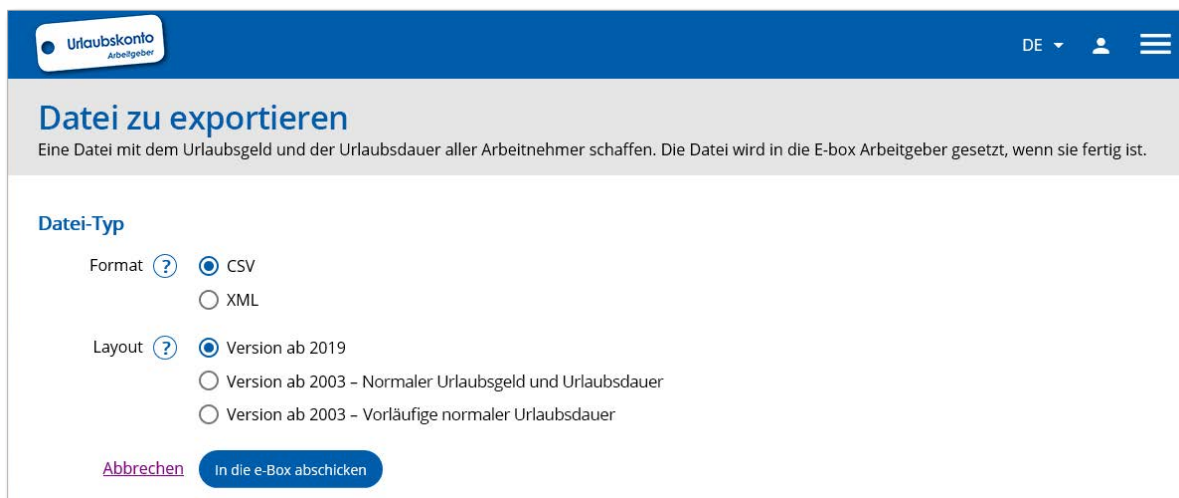 Urlaubskonto
Arbeitgeber
DE
Datei zu exportieren
Eine Datei mit dem Urlaubsgeld und der Urlaubsdauer aller Arbeitnehmer schaffen. Die Datei wird in die E-box Arbeitgeber gesetzt, wenn sie fertig ist.
Datei-Typ
Format ? CSV
XML
Layout ? Version ab 2019
Version ab 2003 – Normaler Urlaubsgeld und Urlaubsdauer
Version ab 2003 – Vorläufige normaler Urlaubsdauer
Abbrechen In die e-Box abschicken